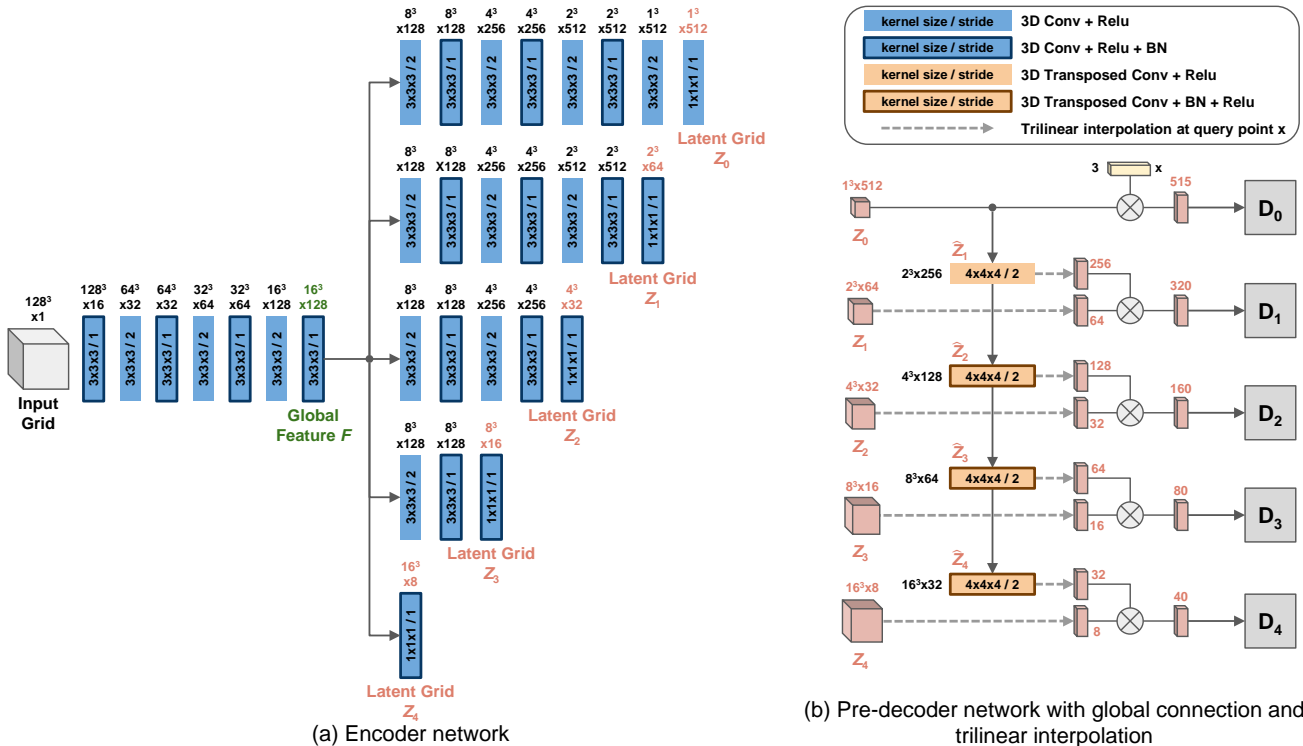 8³ 8³ 4³ 4³ 2³ 2³ 1³ 1³
x128 x128 x256 x256 x512 x512 x512 x512
3x3x3 / 2 3x3x3 / 1 3x3x3 / 2 3x3x3 / 1 3x3x3 / 2 3x3x3 / 1 3x3x3 / 2 1x1x1 / 1
Latent Grid
Z₀
8³ 8³ 4³ 4³ 2³ 2³ 2³
x128 X128 x256 x256 x512 x512 x64
3x3x3 / 2 3x3x3 / 1 3x3x3 / 2 3x3x3 / 1 3x3x3 / 2 3x3x3 / 1 1x1x1 / 1
Latent Grid
Z₁
128³
x1
Input
Grid
128³ 64³ 64³ 32³ 32³ 16³ 16³
x16 x32 x32 x64 x64 x128 x128
3x3x3 / 1 3x3x3 / 2 3x3x3 / 1 3x3x3 / 2 3x3x3 / 1 3x3x3 / 2 3x3x3 / 1
Global
Feature F
8³ 8³ 4³ 4³ 4³
x128 x128 x256 x256 x32
3x3x3 / 2 3x3x3 / 1 3x3x3 / 2 3x3x3 / 1 1x1x1 / 1
Latent Grid
Z₂
8³ 8³ 8³
x128 x128 x16
3x3x3 / 2 3x3x3 / 1 1x1x1 / 1
Latent Grid
Z₃
16³
x8
1x1x1 / 1
Latent Grid
Z₄
(a) Encoder network
kernel size / stride 3D Conv + Relu
kernel size / stride 3D Conv + Relu + BN
kernel size / stride 3D Transposed Conv + Relu
kernel size / stride 3D Transposed Conv + BN + Relu
Trilinear interpolation at query point x
3 x
1³x512 515
D₀
Z₀
Ẑ₁
2³x256 4x4x4 / 2 256
2³x64 320
64
D₁
Z₁
Ẑ₂
4³x128 4x4x4 / 2 128
4³x32 160
32
D₂
Z₂
Ẑ₃
8³x64 4x4x4 / 2 64
8³x16 80
16
D₃
Z₃
Ẑ₄
16³x32 4x4x4 / 2 32
16³x8 40
8
D₄
Z₄
(b) Pre-decoder network with global connection and
trilinear interpolation